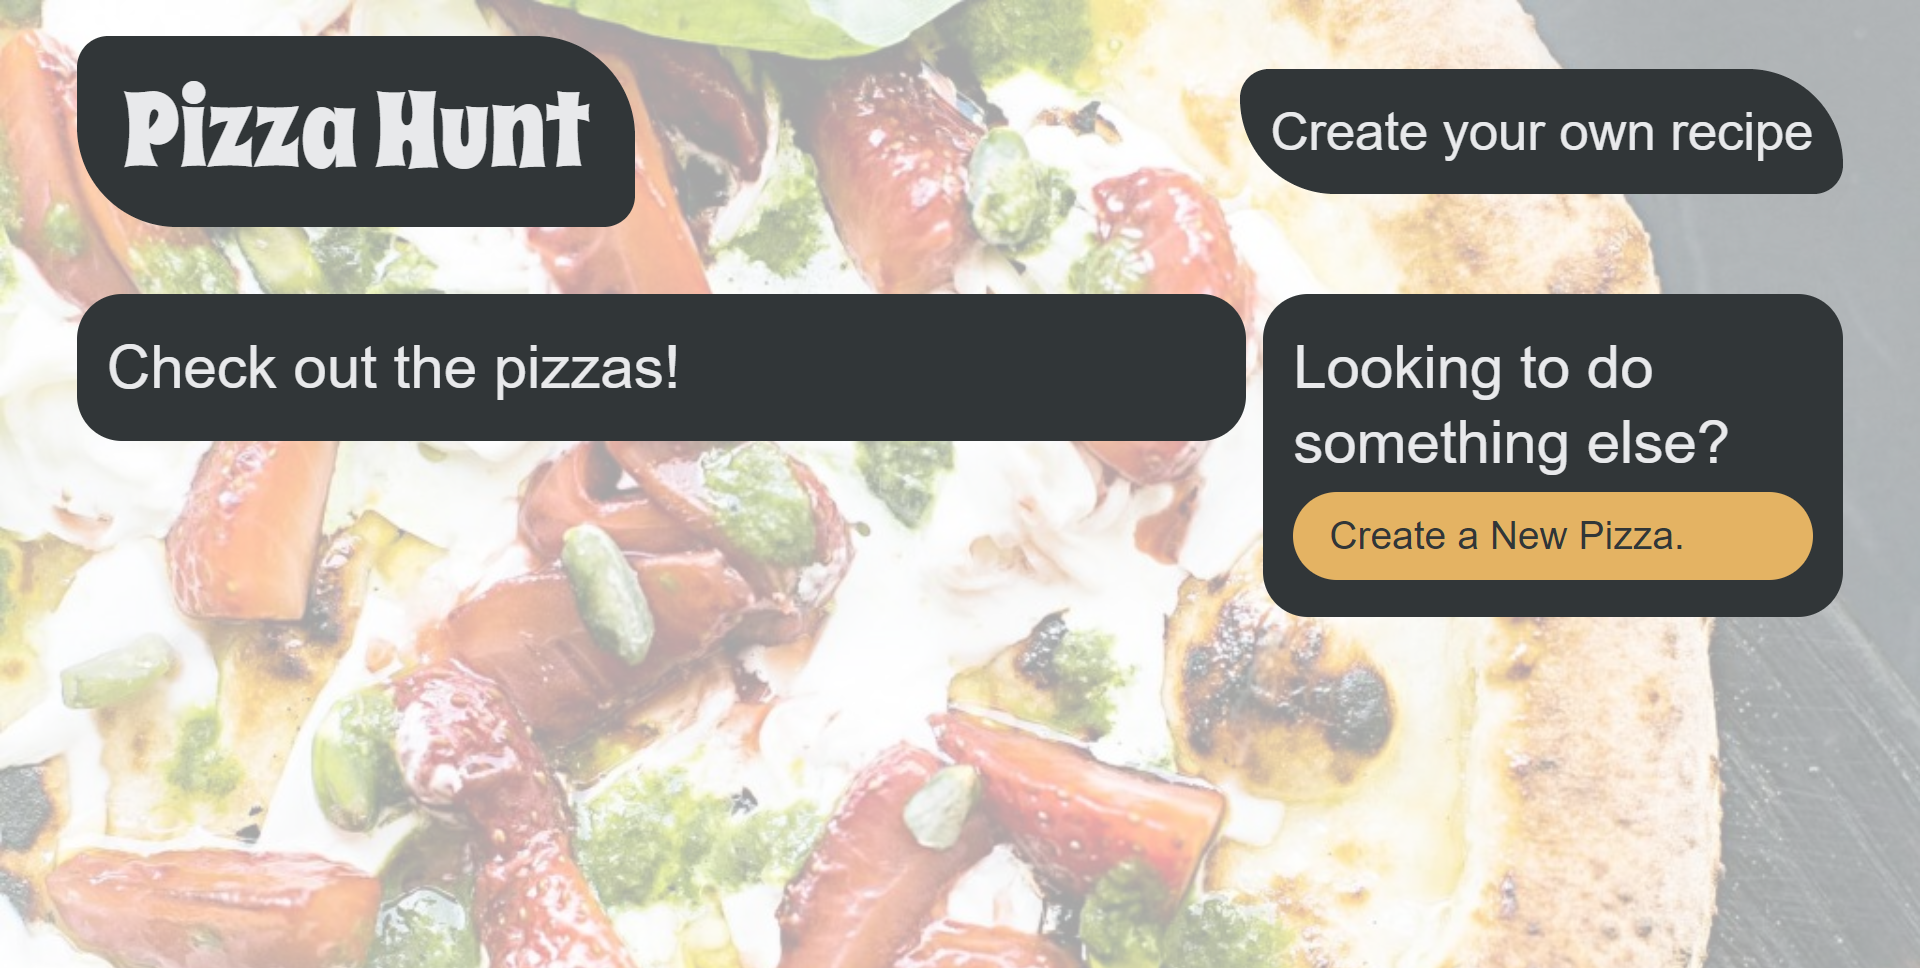 Pizza Hunt
Create your own recipe
Check out the pizzas!
Looking to do
something else?
Create a New Pizza.